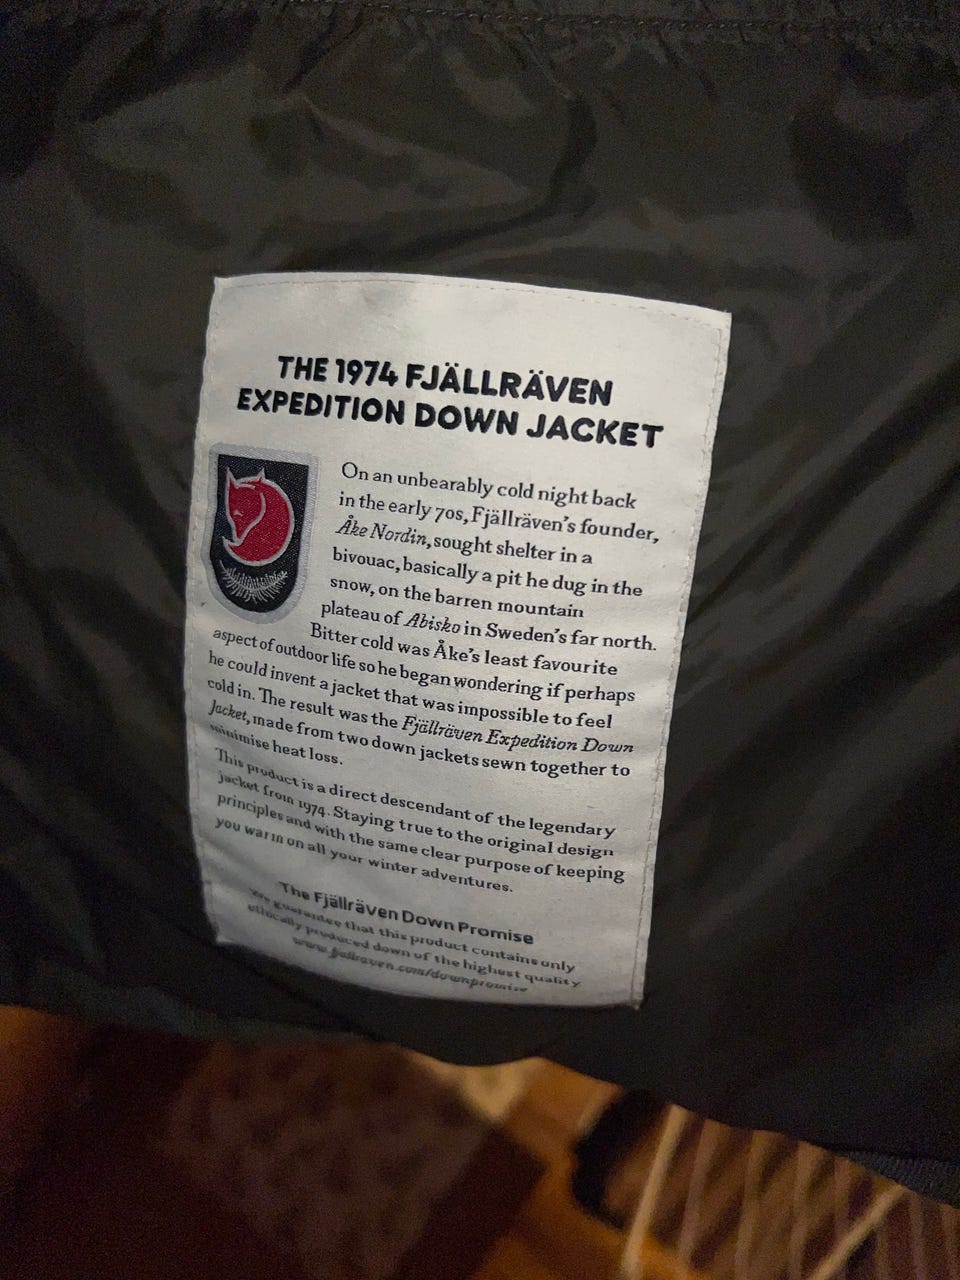 THE 1974 FJÄLLRÄVEN
EXPEDITION DOWN JACKET
On an unbearably cold night back
in the early 70s, Fjällräven's founder,
Åke Nordin, sought shelter in a
bivouac, basically a pit he dug in the
snow, on the barren mountain
plateau of Abisko in Sweden's far north.
Bitter cold was Åke's least favourite
aspect of outdoor life so he began wondering if perhaps
he could invent a jacket that was impossible to feel
cold in. The result was the Fjällräven Expedition Down
Jacket, made from two down jackets sewn together to
minimise heat loss.
This product is a direct descendant of the legendary
jacket from 1974. Staying true to the original design
principles and with the same clear purpose of keeping
you warm on all your winter adventures.
The Fjällräven Down Promise
We guarantee that this product contains only
ethically produced down of the highest quality
www.fjallraven.com/downpromise